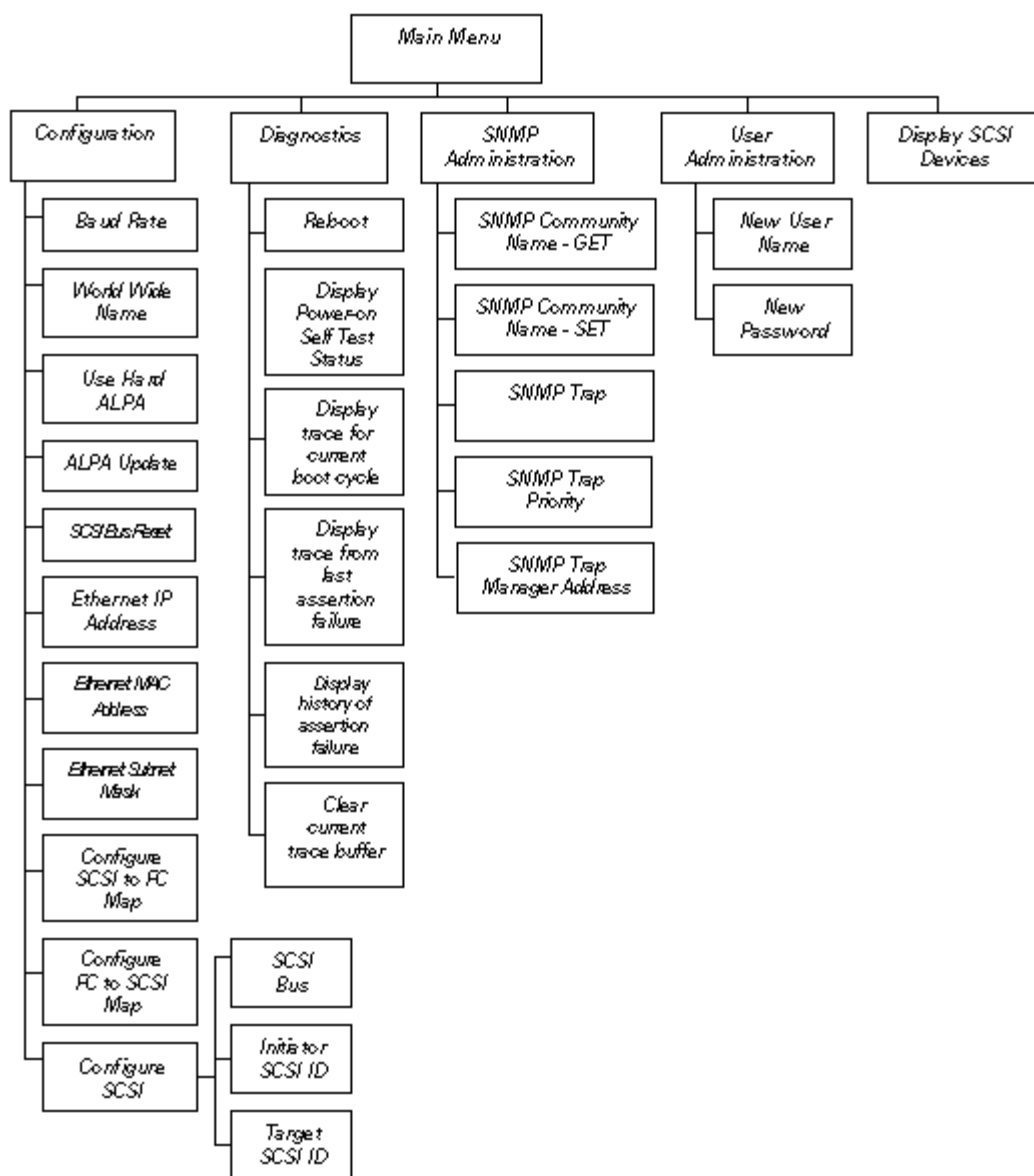 Main Menu
Configuration
Diagnostics
SNMP
Administration
User
Administration
Display SCSI
Devices
Baud Rate
World Wide
Name
Use Hard
ALPA
ALPA Update
SCSI Bus Reset
Ethernet IP
Address
Ethernet MAC
Address
Ethernet Subnet
Mask
Configure
SCSI to FC
Map
Configure
FC to SCSI
Map
Configure
SCSI
SCSI
Bus
Initiator
SCSI ID
Target
SCSI ID
Reboot
Display
Power-on
Self Test
Status
Display
trace for
current
boot cycle
Display
trace from
last
assertion
failure
Display
history of
assertion
failure
Clear
current
trace buffer
SNMP Community
Name - GET
SNMP Community
Name - SET
SNMP Trap
SNMP Trap
Priority
SNMP Trap
Manager Address
New User
Name
New
Password